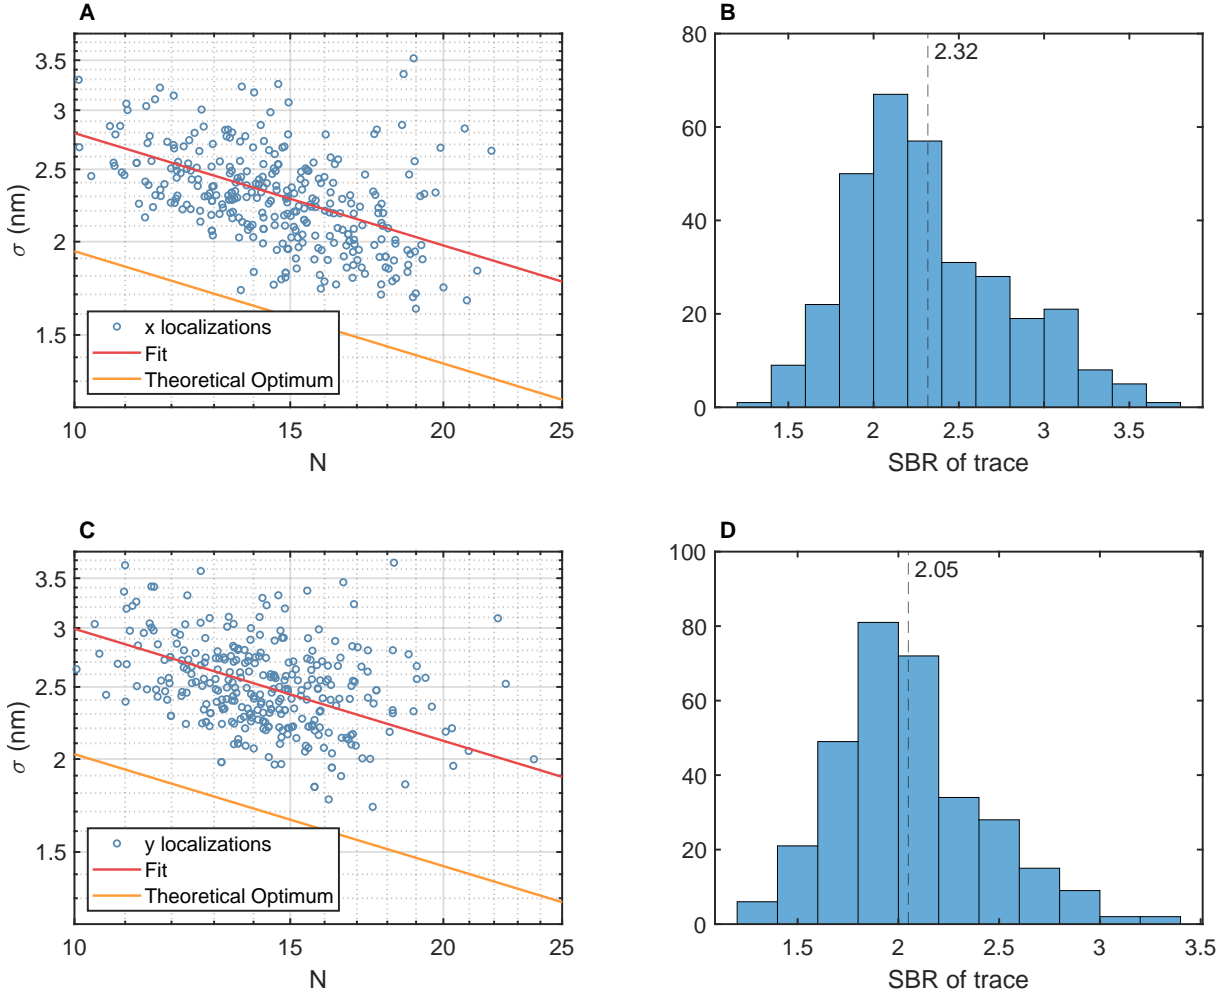 A
3.5
3
2.5
2
1.5
σ (nm)
x localizations
Fit
Theoretical Optimum
10
15
20
25
N
B
80
60
40
20
0
2.32
1.5
2
2.5
3
3.5
SBR of trace
C
3.5
3
2.5
2
1.5
σ (nm)
y localizations
Fit
Theoretical Optimum
10
15
20
25
N
D
100
80
60
40
20
0
2.05
1.5
2
2.5
3
3.5
SBR of trace